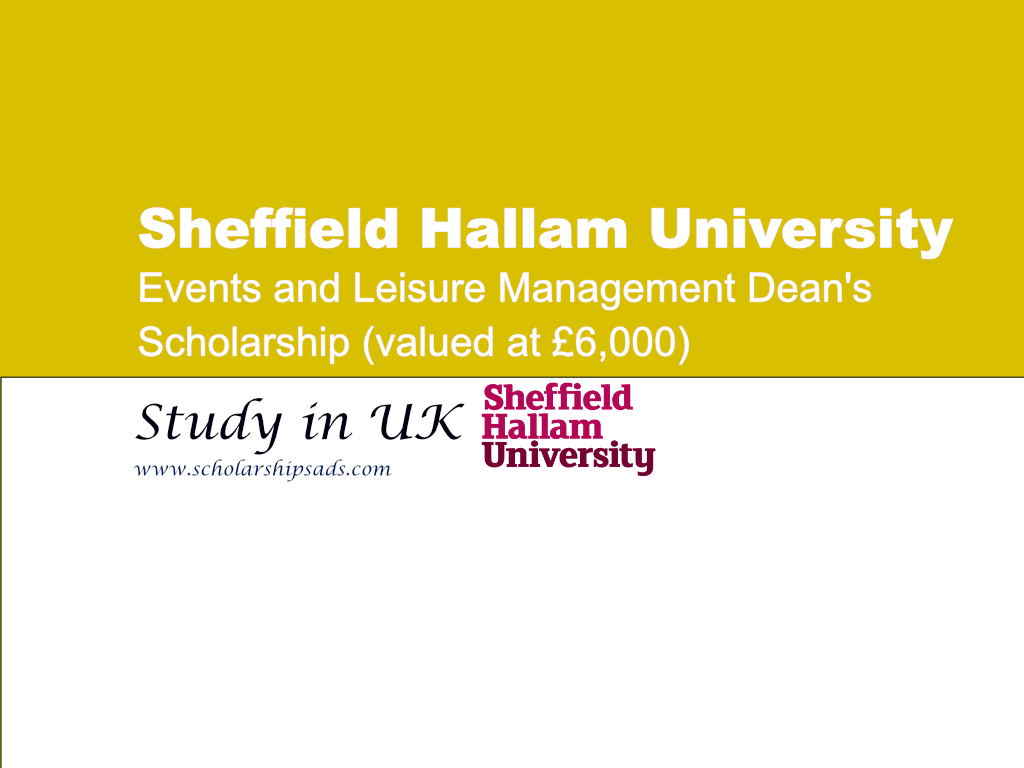 Sheffield Hallam University
Events and Leisure Management Dean's
Scholarship (valued at £6,000)
Study in UK
www.scholarshipsads.com
Sheffield
Hallam
University